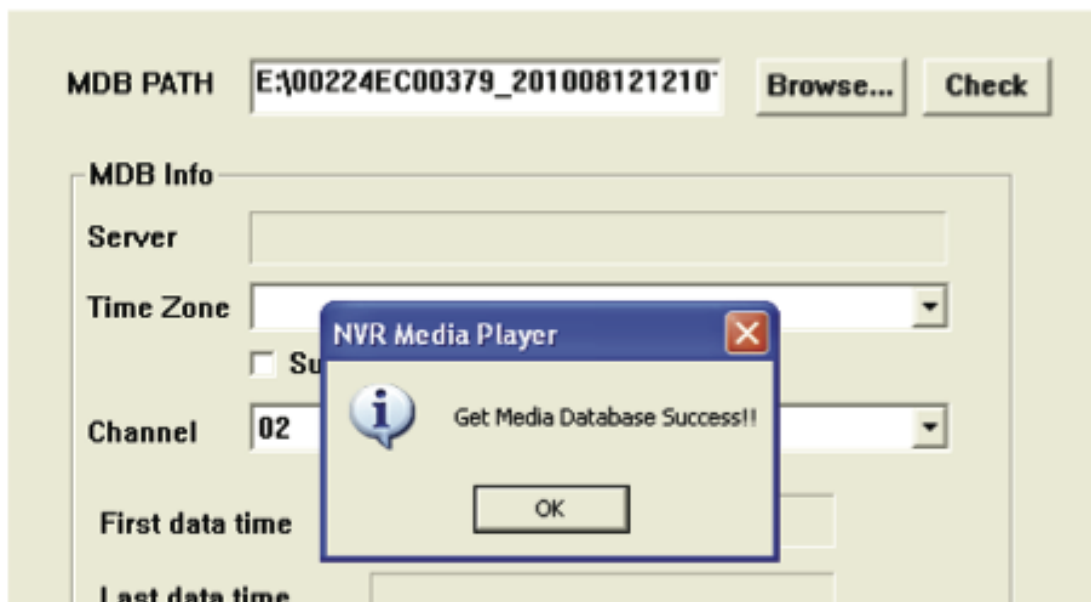 MDB PATH E:\00224EC00379_201008121210 Browse... Check
MDB Info
Server
Time Zone
NVR Media Player
Su
Get Media Database Success!!
Channel 02
OK
First data time
Last data time